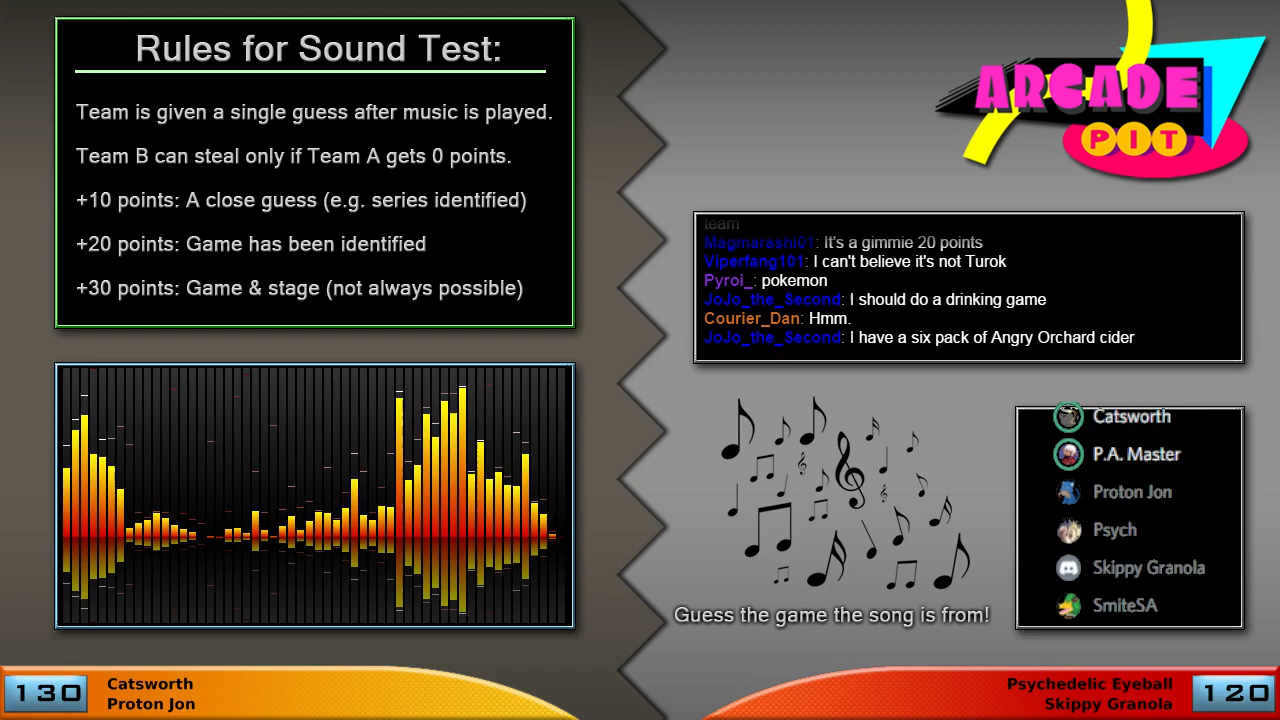 Rules for Sound Test:
Team is given a single guess after music is played.
Team B can steal only if Team A gets 0 points.
+10 points: A close guess (e.g. series identified)
+20 points: Game has been identified
+30 points: Game & stage (not always possible)
ARCADE
PIT
team
Magmarashi01: It's a gimmie 20 points
Viperfang101: I can't believe it's not Turok
Pyroi_: pokemon
JoJo_the_Second: I should do a drinking game
Courier_Dan: Hmm.
JoJo_the_Second: I have a six pack of Angry Orchard cider
Guess the game the song is from!
Catsworth
P.A. Master
Proton Jon
Psych
Skippy Granola
SmiteSA
130
Catsworth
Proton Jon
Psychedelic Eyeball
Skippy Granola
120